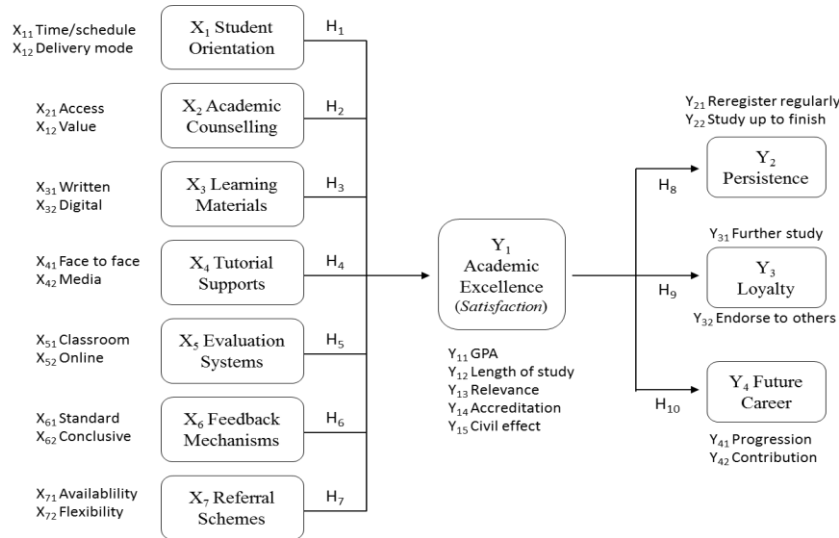 X₁₁ Time/schedule
X₁₂ Delivery mode
X₁ Student
Orientation
H₁
X₂₁ Access
X₁₂ Value
X₂ Academic
Counselling
H₂
X₃₁ Written
X₃₂ Digital
X₃ Learning
Materials
H₃
X₄₁ Face to face
X₄₂ Media
X₄ Tutorial
Supports
H₄
X₅₁ Classroom
X₅₂ Online
X₅ Evaluation
Systems
H₅
X₆₁ Standard
X₆₂ Conclusive
X₆ Feedback
Mechanisms
H₆
X₇₁ Availablility
X₇₂ Flexibility
X₇ Referral
Schemes
H₇
Y₁
Academic
Excellence
(Satisfaction)
Y₁₁ GPA
Y₁₂ Length of study
Y₁₃ Relevance
Y₁₄ Accreditation
Y₁₅ Civil effect
Y₂₁ Reregister regularly
Y₂₂ Study up to finish
H₈
Y₂
Persistence
Y₃₁ Further study
H₉
Y₃
Loyalty
Y₃₂ Endorse to others
H₁₀
Y₄ Future
Career
Y₄₁ Progression
Y₄₂ Contribution